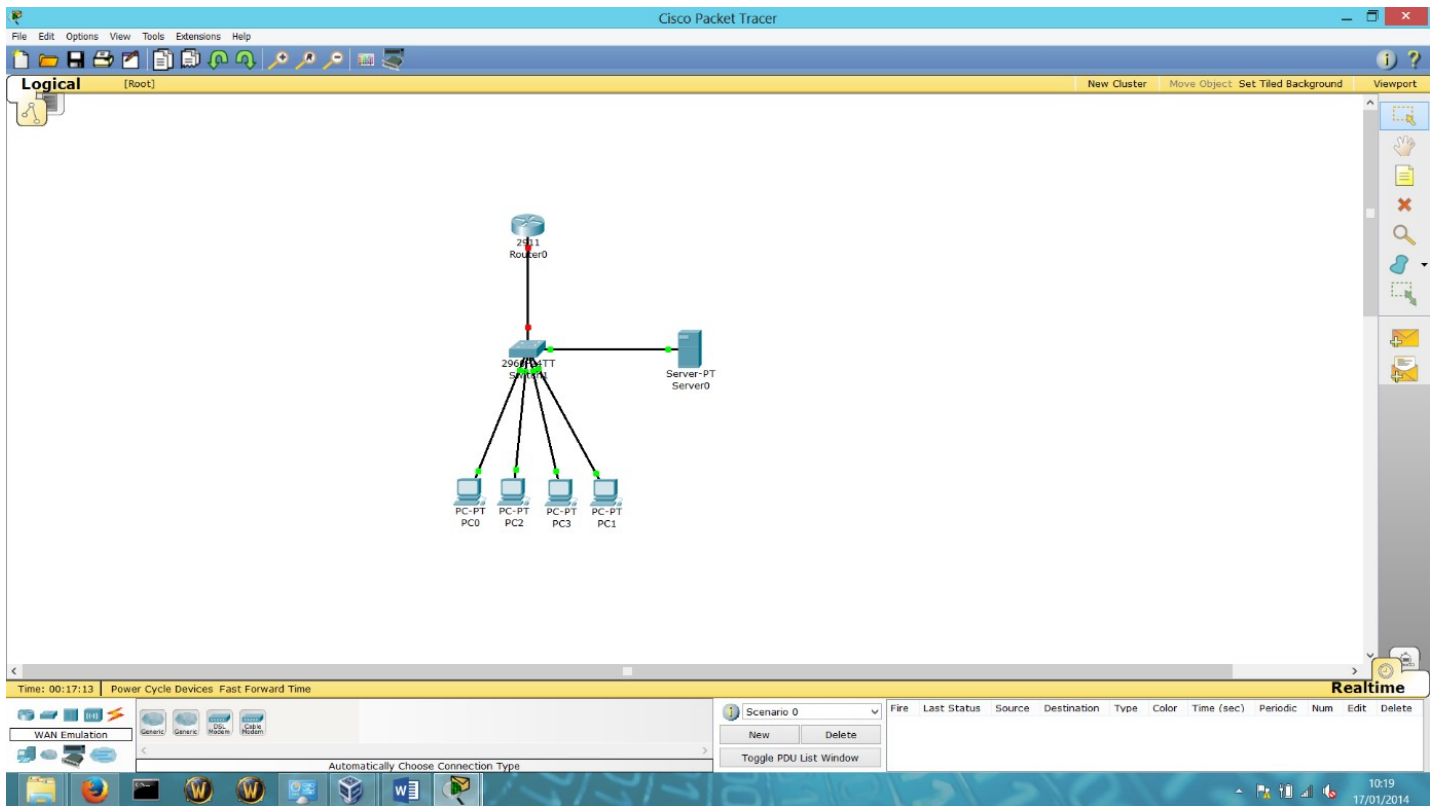 Cisco Packet Tracer
File Edit Options View Tools Extensions Help
Logical [Root] New Cluster Move Object Set Tiled Background Viewport
2911
Router0
Server-PT
Server0
PC-PT PC-PT PC-PT PC-PT
PC0 PC2 PC3 PC1
Time: 00:17:13 Power Cycle Devices Fast Forward Time Realtime
Scenario 0 Fire Last Status Source Destination Type Color Time (sec) Periodic Num Edit Delete
Generic Generic DSL Modem Cable Modem
WAN Emulation New Delete
Toggle PDU List Window
Automatically Choose Connection Type
10:19
17/01/2014